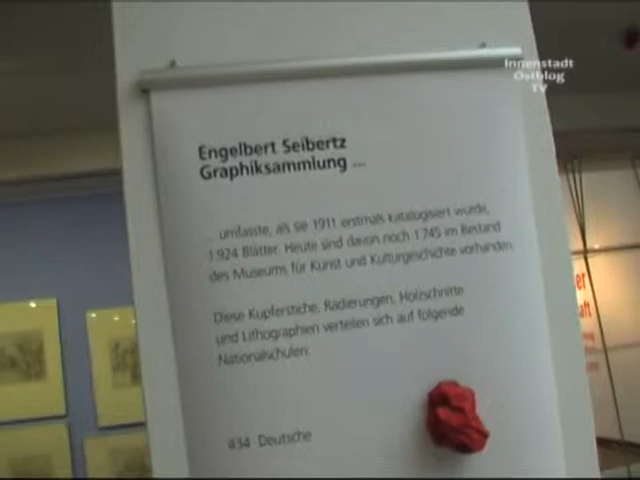 Innenstadt
Ostblog
TV
Engelbert Seibertz
Graphiksammlung ...
... umfasste, als sie 1911 erstmals katalogisiert wurde,
1.924 Blätter. Heute sind davon noch 1.745 im Bestand
des Museums für Kunst und Kulturgeschichte vorhanden.
Diese Kupferstiche, Radierungen, Holzschnitte
und Lithographien verteilen sich auf folgende
Nationalschulen:
434 Deutsche